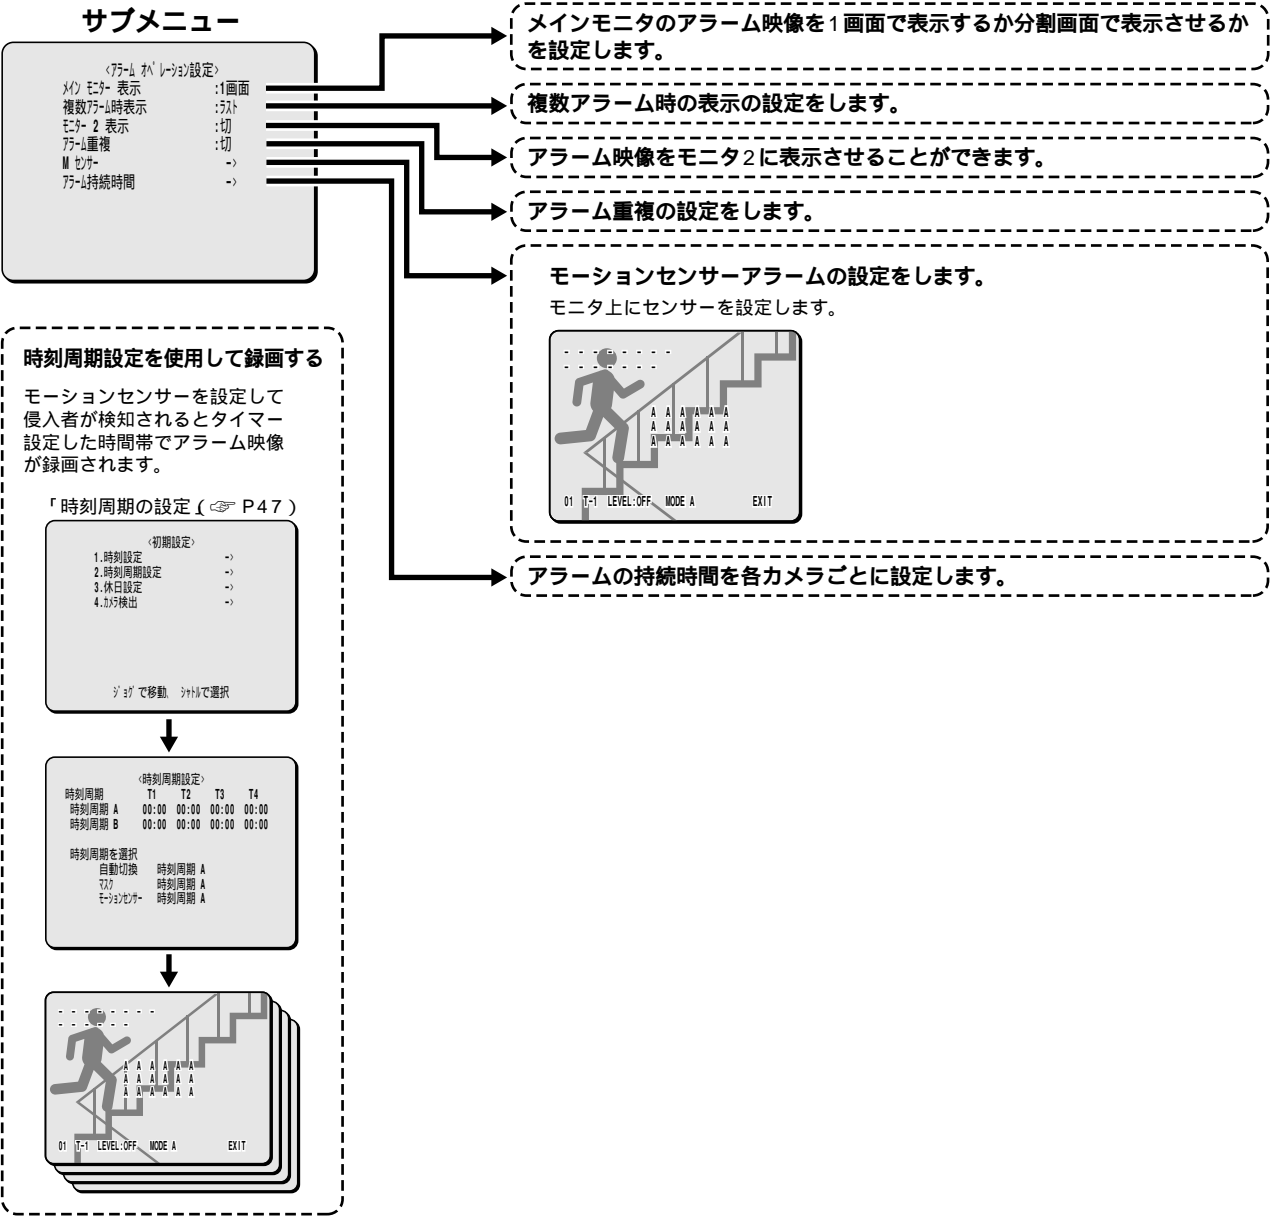 サブメニュー
<アラーム オペレーション設定>
メイン モニター 表示 :1画面
複数アラーム時表示 :ラスト
モニター 2 表示 :切
アラーム重複 :切
M センサー ->
アラーム持続時間 ->
メインモニタのアラーム映像を1画面で表示するか分割画面で表示させるか
を設定します。
複数アラーム時の表示の設定をします。
アラーム映像をモニタ2に表示させることができます。
アラーム重複の設定をします。
モーションセンサーアラームの設定をします。
モニタ上にセンサーを設定します。
- - - - - - - -
- - - - - - -
A A A A A A
A A A A A A
A A A A A A
01 T-1 LEVEL:OFF MODE A EXIT
アラームの持続時間を各カメラごとに設定します。
時刻周期設定を使用して録画する
モーションセンサーを設定して
侵入者が検知されるとタイマー
設定した時間帯でアラーム映像
が録画されます。
「時刻周期の設定（☞ P47）
<初期設定>
1.時刻設定 ->
2.時刻周期設定 ->
3.休日設定 ->
4.カメラ検出 ->
ジョグで移動、シャトルで選択
<時刻周期設定>
時刻周期 T1 T2 T3 T4
時刻周期 A 00:00 00:00 00:00 00:00
時刻周期 B 00:00 00:00 00:00 00:00
時刻周期を選択
自動切換 時刻周期 A
マスク 時刻周期 A
モーションセンサー 時刻周期 A
- - - - - - - -
- - - - - -
A A A A A A
A A A A A A
A A A A A A
01 T-1 LEVEL:OFF MODE A EXIT